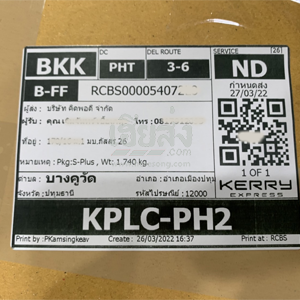 DC DEL ROUTE SERVICE [26]
BKK PHT 3-6 ND
B-FF RCBS00005407
กำหนดส่ง
27/03/22
ผู้ส่ง : บริษัท คิดพอดี จำกัด
ผู้รับ : คุณ โทร : 08
ที่อยู่ : มบ.ภัสสร 26
หมายเหตุ : Pkg:S-Plus , Wt: 1.740 kg.
1 OF 1
ตำบล : บางคูวัด อำเภอ : อำเภอเมืองปทุม
จังหวัด : ปทุมธานี รหัสไปรษณีย์ : 12000
KERRY
EXPRESS
KPLC-PH2
Print by : PKamsingkeav Create : 26/03/2022 16:37 Print at : RCBS